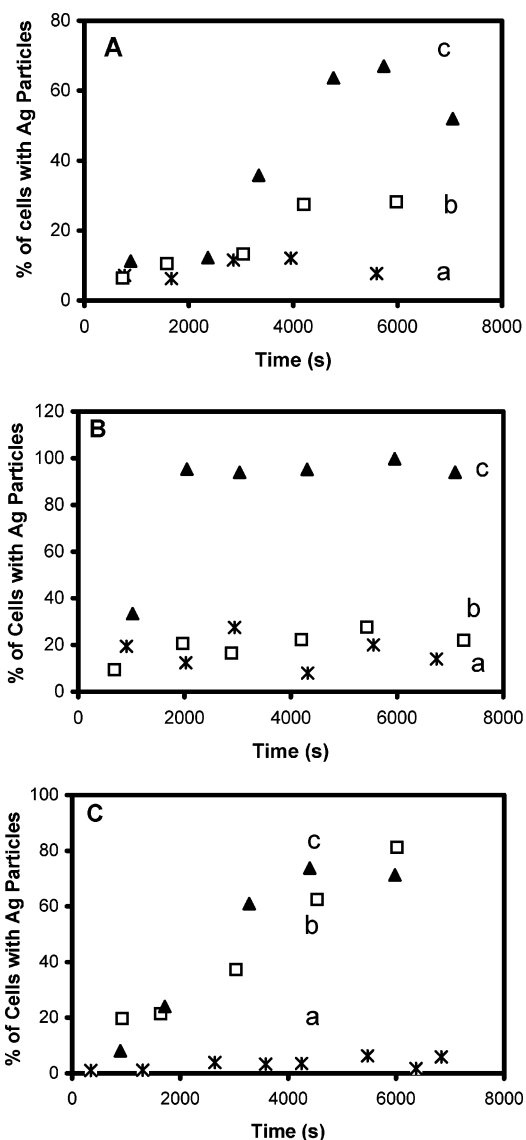 A
c
b
a
80
60
40
20
0
0 2000 4000 6000 8000
% of cells with Ag Particles
Time (s)
B
c
b
a
120
100
80
60
40
20
0
0 2000 4000 6000 8000
% of Cells with Ag Particles
Time (s)
C
c
b
a
100
80
60
40
20
0
0 2000 4000 6000 8000
% of Cells with Ag Particles
Time (s)